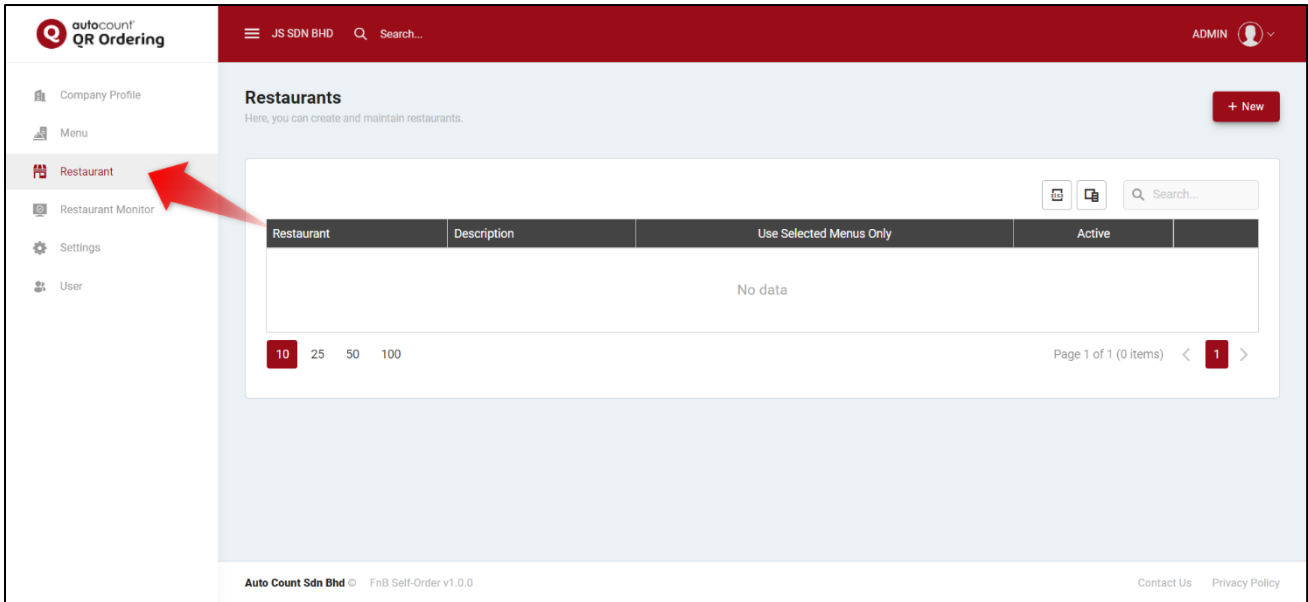 autocount
QR Ordering
JS SDN BHD
Search...
ADMIN
Company Profile
Menu
Restaurant
Restaurant Monitor
Settings
User
Restaurants
Here, you can create and maintain restaurants.
+ New
Search...
Restaurant Description Use Selected Menus Only Active
No data
10 25 50 100
Page 1 of 1 (0 items) < 1 >
Auto Count Sdn Bhd © FnB Self-Order v1.0.0
Contact Us Privacy Policy